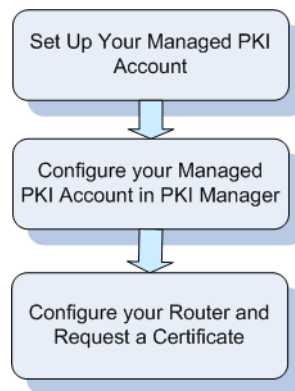 Set Up Your Managed PKI
Account
Configure your Managed
PKI Account in PKI Manager
Configure your Router and
Request a Certificate